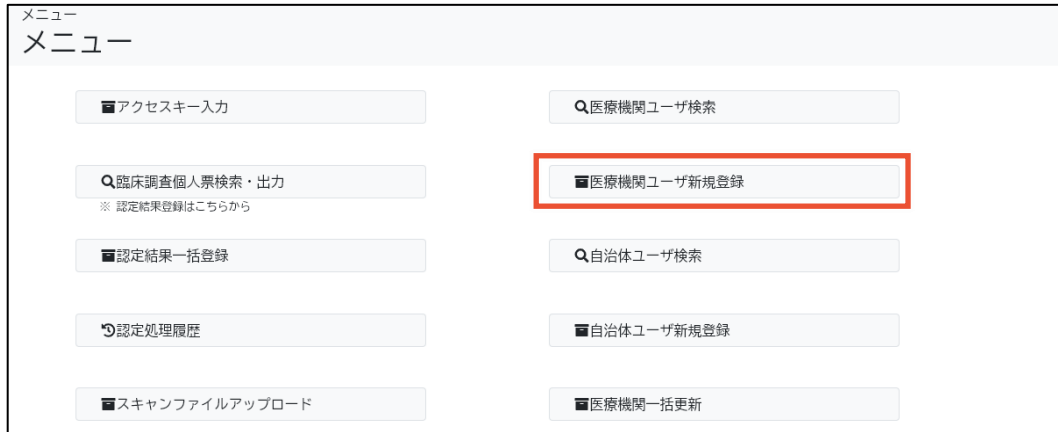 メニュー
メニュー
アクセスキー入力
医療機関ユーザ検索
臨床調査個人票検索・出力
医療機関ユーザ新規登録
※ 認定結果登録はこちらから
認定結果一括登録
自治体ユーザ検索
認定処理履歴
自治体ユーザ新規登録
スキャンファイルアップロード
医療機関一括更新